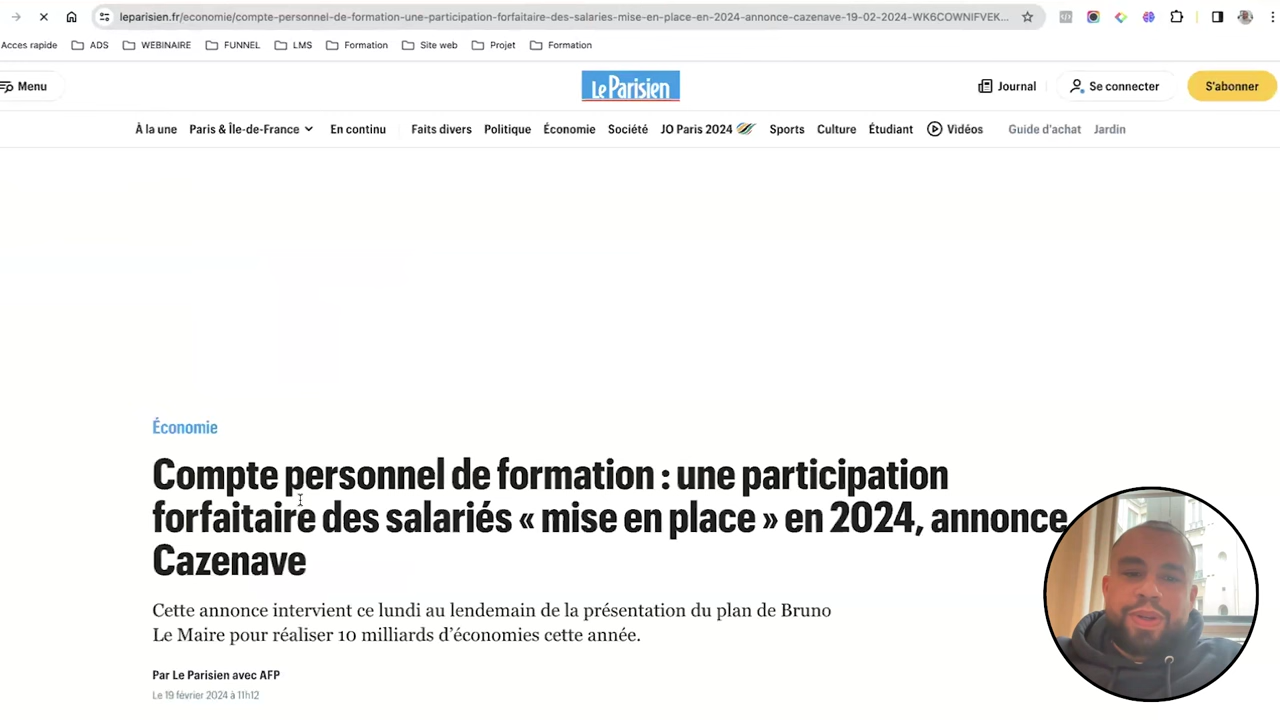 leparisien.fr/economie/compte-personnel-de-formation-une-participation-forfaitaire-des-salaries-mise-en-place-en-2024-annonce-cazenave-19-02-2024-WK6COWNIFVEK...
Acces rapide ADS WEBINAIRE FUNNEL LMS Formation Site web Projet Formation
Menu Le Parisien Journal Se connecter S'abonner
À la une Paris & Île-de-France En continu Faits divers Politique Économie Société JO Paris 2024 Sports Culture Étudiant Vidéos Guide d'achat Jardin
Économie
Compte personnel de formation : une participation
forfaitaire des salariés « mise en place » en 2024, annonce
Cazenave
Cette annonce intervient ce lundi au lendemain de la présentation du plan de Bruno
Le Maire pour réaliser 10 milliards d’économies cette année.
Par Le Parisien avec AFP
Le 19 février 2024 à 11h12